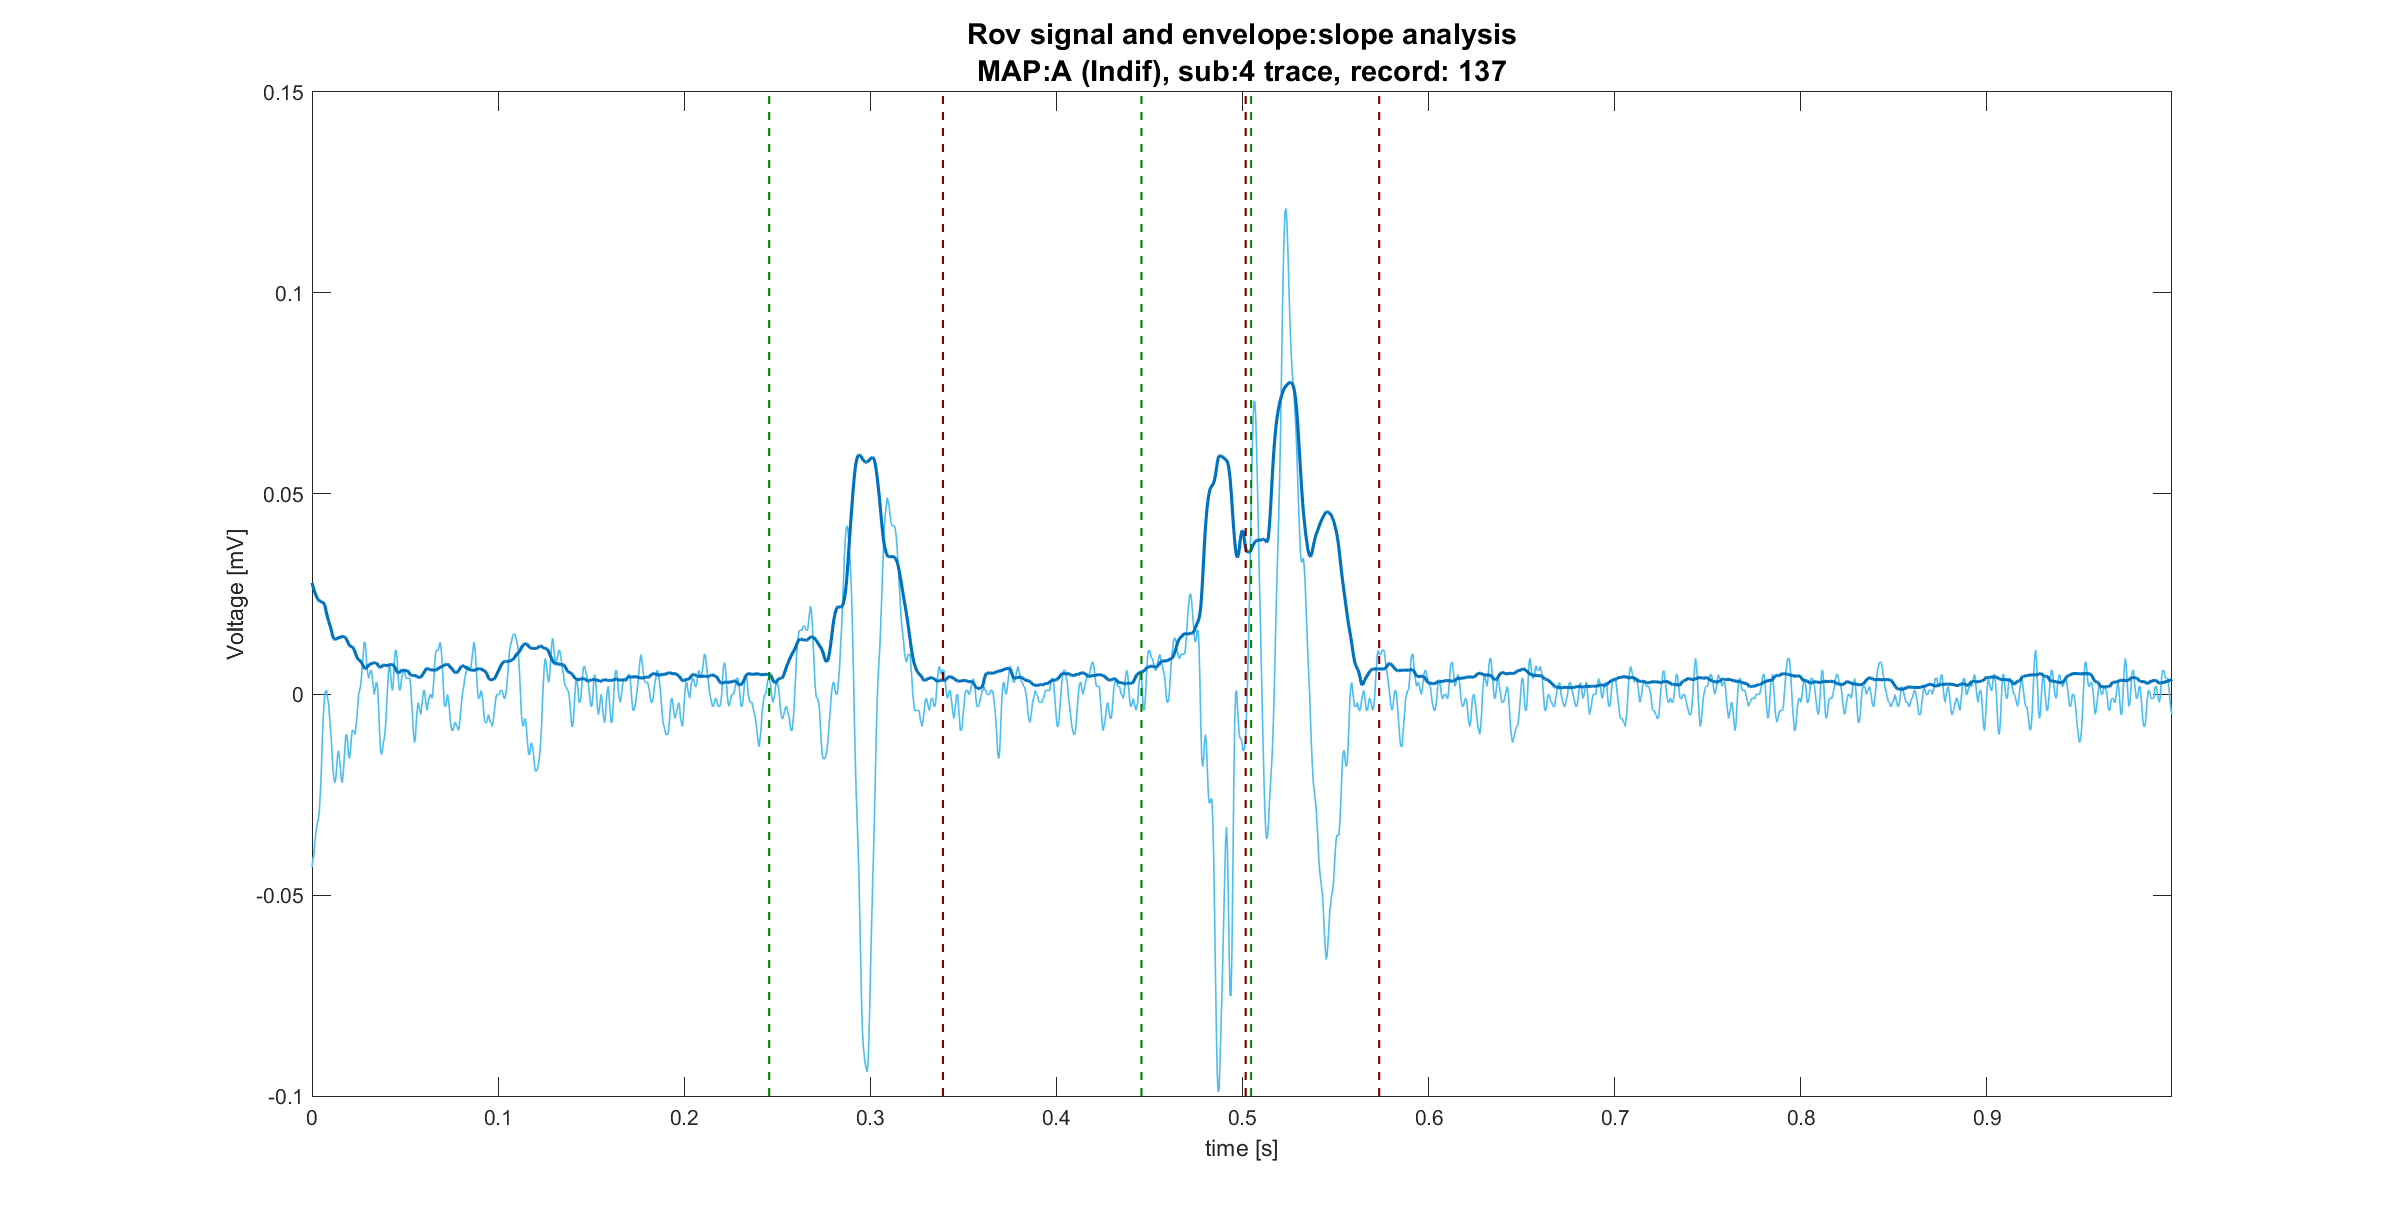 Rov signal and envelope:slope analysis
MAP:A (Indif), sub:4 trace, record: 137
0.15
0.1
0.05
0
-0.05
-0.1
Voltage [mV]
0 0.1 0.2 0.3 0.4 0.5 0.6 0.7 0.8 0.9
time [s]